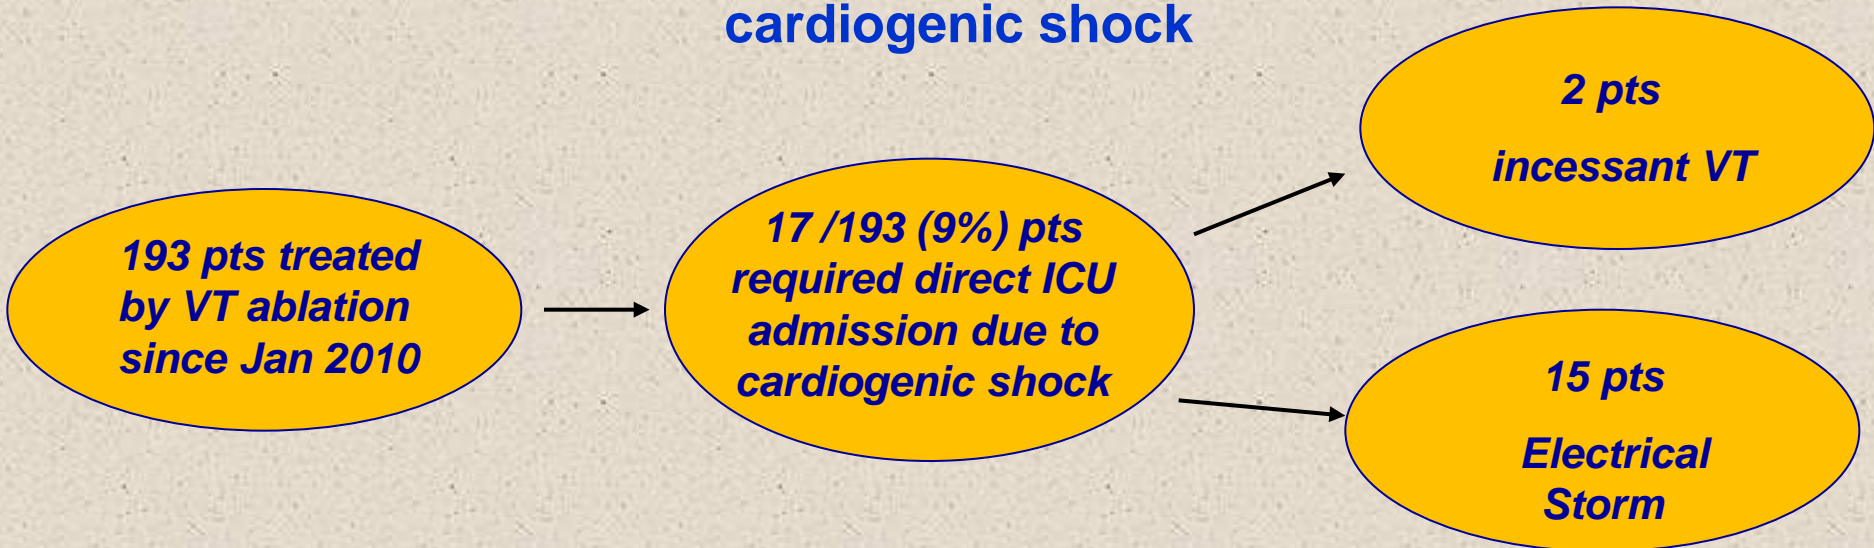 cardiogenic shock
193 pts treated
by VT ablation
since Jan 2010
17 /193 (9%) pts
required direct ICU
admission due to
cardiogenic shock
2 pts
incessant VT
15 pts
Electrical
Storm